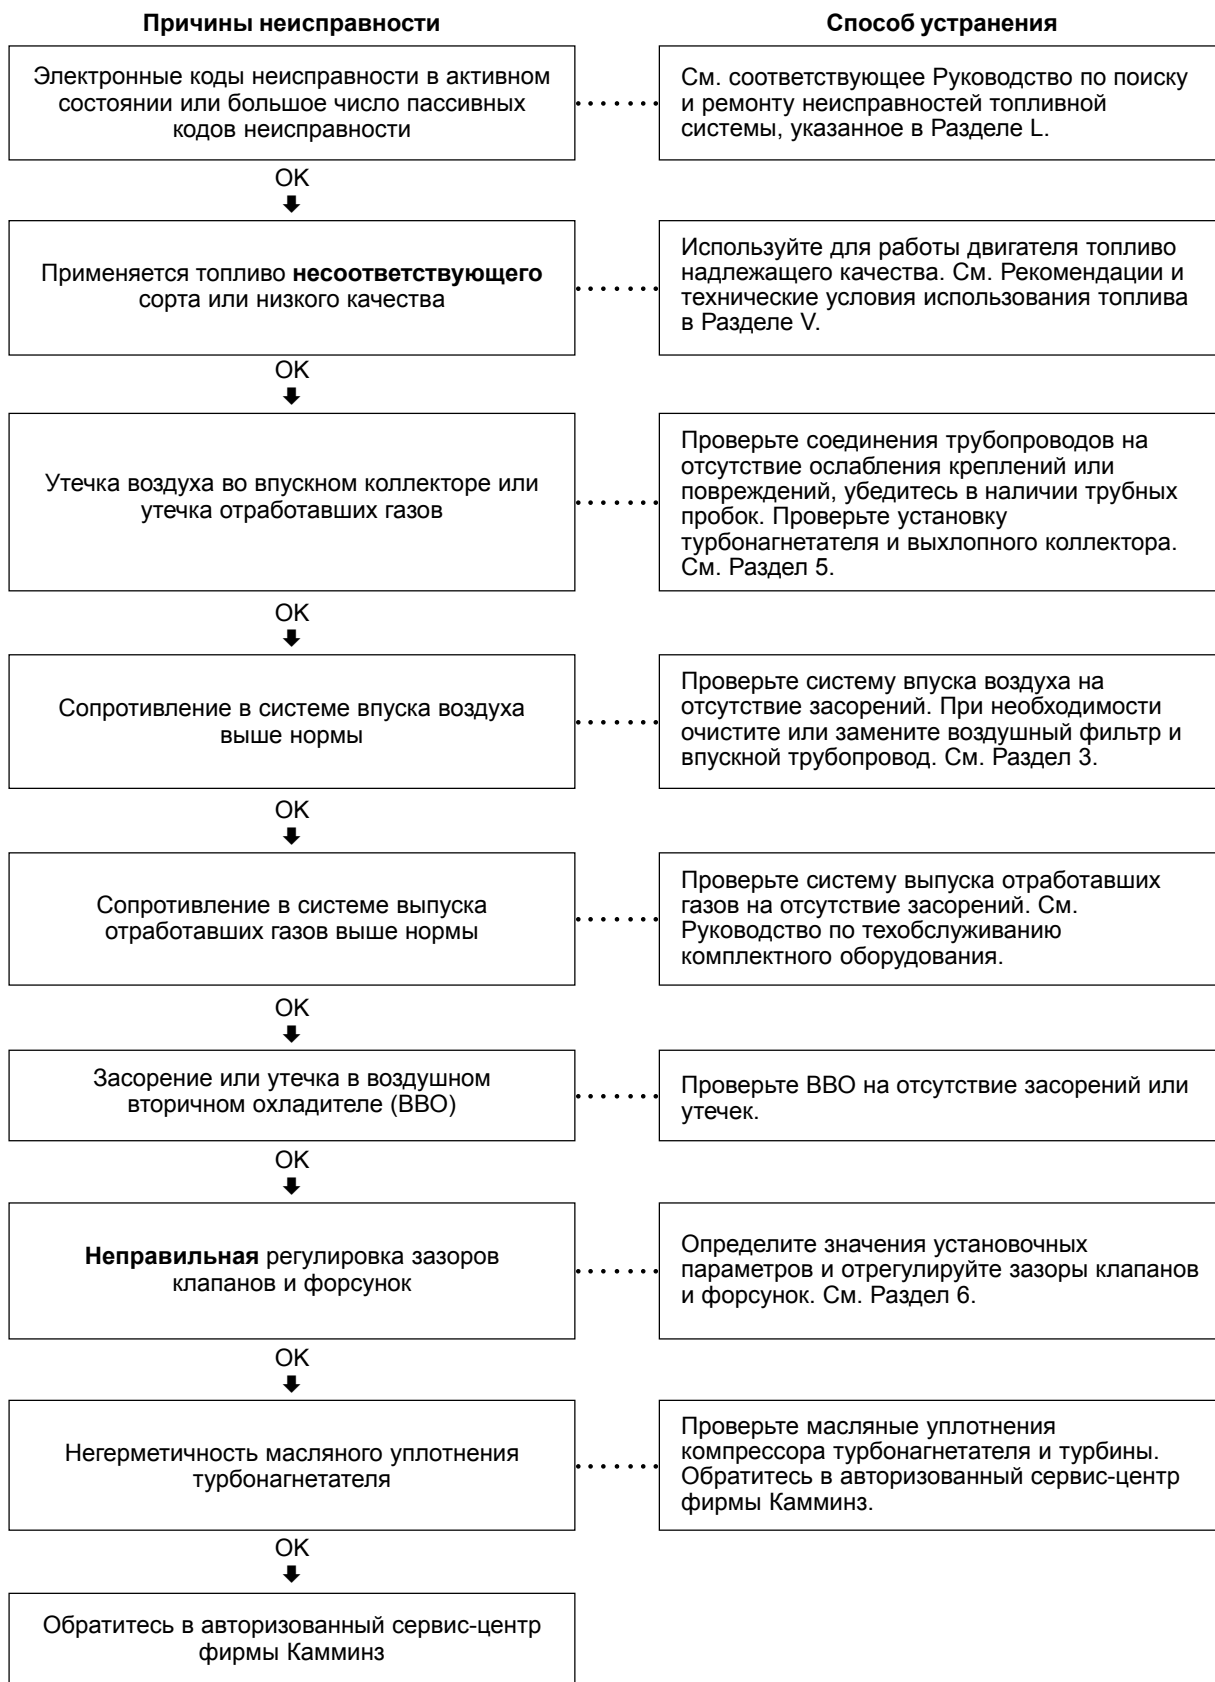 Причины неисправности
Способ устранения
Электронные коды неисправности в активном
состоянии или большое число пассивных
кодов неисправности
См. соответствующее Руководство по поиску
и ремонту неисправностей топливной
системы, указанное в Разделе L.
OK
Применяется топливо несоответствующего
сорта или низкого качества
Используйте для работы двигателя топливо
надлежащего качества. См. Рекомендации и
технические условия использования топлива
в Разделе V.
OK
Утечка воздуха во впускном коллекторе или
утечка отработавших газов
Проверьте соединения трубопроводов на
отсутствие ослабления креплений или
повреждений, убедитесь в наличии трубных
пробок. Проверьте установку
турбонагнетателя и выхлопного коллектора.
См. Раздел 5.
OK
Сопротивление в системе впуска воздуха
выше нормы
Проверьте систему впуска воздуха на
отсутствие засорений. При необходимости
очистите или замените воздушный фильтр и
впускной трубопровод. См. Раздел 3.
OK
Сопротивление в системе выпуска
отработавших газов выше нормы
Проверьте систему выпуска отработавших
газов на отсутствие засорений. См.
Руководство по техобслуживанию
комплектного оборудования.
OK
Засорение или утечка в воздушном
вторичном охладителе (ВВО)
Проверьте ВВО на отсутствие засорений или
утечек.
OK
Неправильная регулировка зазоров
клапанов и форсунок
Определите значения установочных
параметров и отрегулируйте зазоры клапанов
и форсунок. См. Раздел 6.
OK
Негерметичность масляного уплотнения
турбонагнетателя
Проверьте масляные уплотнения
компрессора турбонагнетателя и турбины.
Обратитесь в авторизованный сервис-центр
фирмы Камминз.
OK
Обратитесь в авторизованный сервис-центр
фирмы Камминз